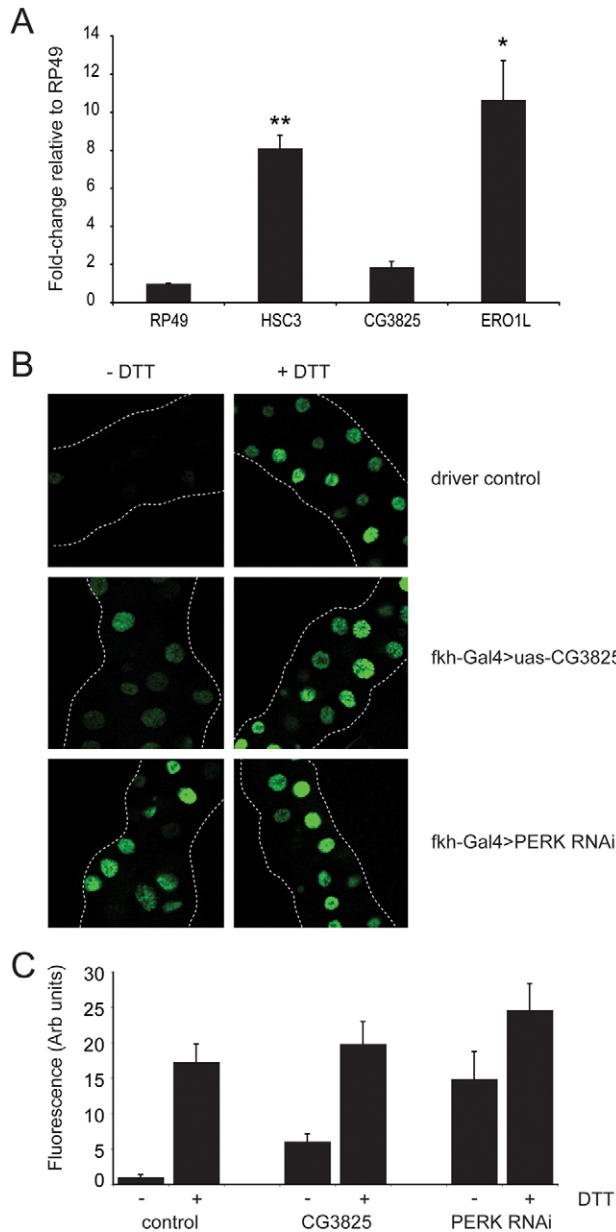 A
Fold-change relative to RP49
14
12
10
8
6
4
2
0
**
*
RP49 HSC3 CG3825 ERO1L
B
- DTT + DTT
driver control
fkh-Gal4>uas-CG3825
fkh-Gal4>PERK RNAi
C
Fluorescence (Arb units)
30
25
20
15
10
5
0
- + - + - + DTT
control CG3825 PERK RNAi